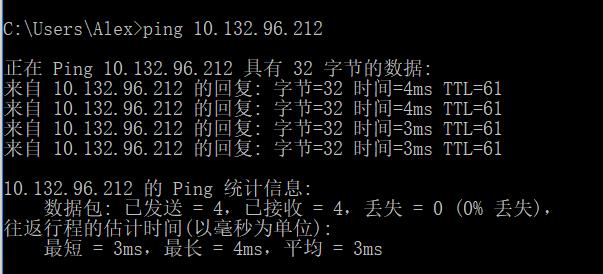 C:\Users\Alex>ping 10.132.96.212
正在 Ping 10.132.96.212 具有 32 字节的数据:
来自 10.132.96.212 的回复: 字节=32 时间=4ms TTL=61
来自 10.132.96.212 的回复: 字节=32 时间=4ms TTL=61
来自 10.132.96.212 的回复: 字节=32 时间=3ms TTL=61
来自 10.132.96.212 的回复: 字节=32 时间=3ms TTL=61
10.132.96.212 的 Ping 统计信息:
数据包: 已发送 = 4，已接收 = 4，丢失 = 0 (0% 丢失)，
往返行程的估计时间(以毫秒为单位):
最短 = 3ms，最长 = 4ms，平均 = 3ms